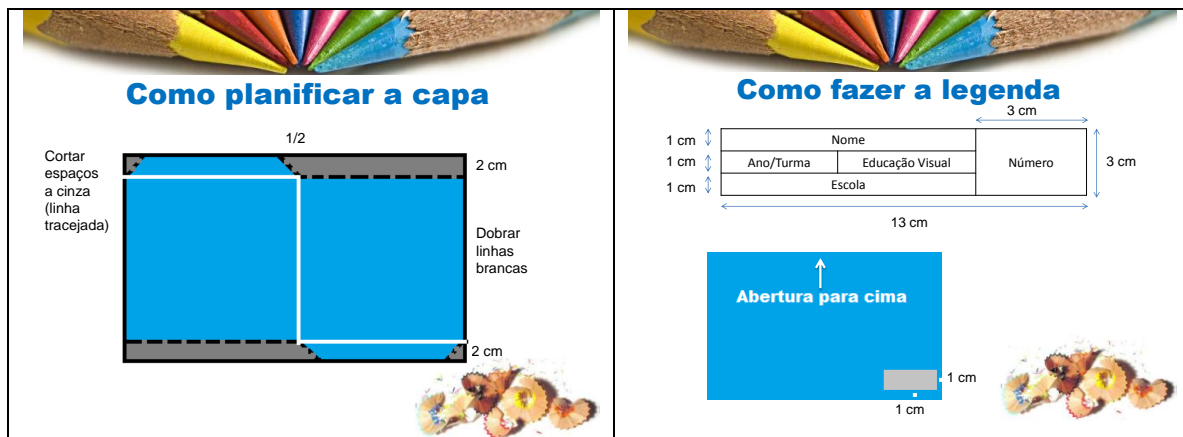 Como planificar a capa
1/2
Cortar
espaços
a cinza
(linha
tracejada)
2 cm
Dobrar
linhas
brancas
2 cm
Como fazer a legenda
3 cm
1 cm
Nome
1 cm
Ano/Turma
Educação Visual
Número
3 cm
1 cm
Escola
13 cm
Abertura para cima
1 cm
1 cm